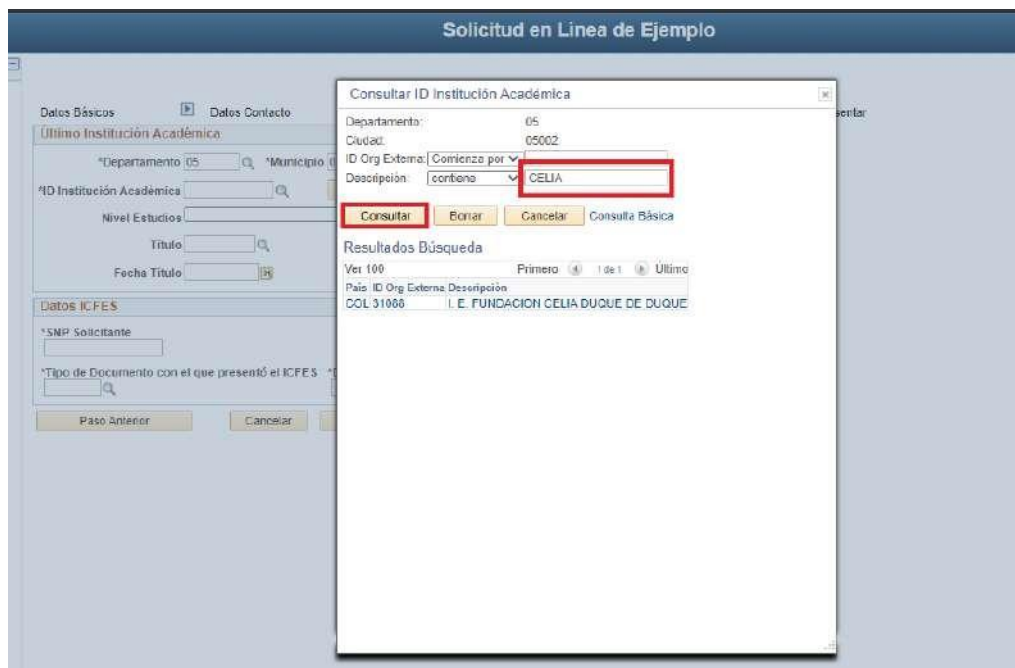 Solicitud en Linea de Ejemplo
Datos Básicos Datos Contacto
Último Institución Académica
*Departamento 05 *Municipio 0
*ID Institución Académica
Nivel Estudios
Título
Fecha Título
Datos ICFES
*SNP Solicitante
*Tipo de Documento con el que presentó el ICFES
Paso Anterior Cancelar
Consultar ID Institución Académica
Departamento: 05
Ciudad: 05002
ID Org Externa: Comienza por
Descripción: contiene CELIA
Consultar Borrar Cancelar Consulta Básica
Resultados Búsqueda
Ver 100 Primero 1 de 1 Último
País ID Org Externa Descripción
COL 31088 I. E. FUNDACION CELIA DUQUE DE DUQUE